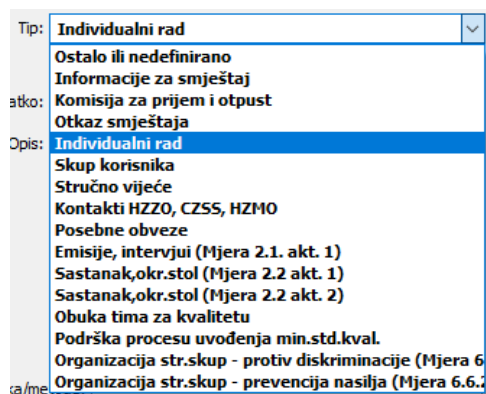 Tip: Individualni rad
Ostalo ili nedefinirano
Informacije za smještaj
atko: Komisija za prijem i otpust
Otkaz smještaja
Opis: Individualni rad
Skup korisnika
Stručno vijeće
Kontakti HZZO, CZSS, HZMO
Posebne obveze
Emisije, intervjui (Mjera 2.1. akt. 1)
Sastanak,okr.stol (Mjera 2.2 akt. 1)
Sastanak,okr.stol (Mjera 2.2 akt. 2)
Obuka tima za kvalitetu
Podrška procesu uvođenja min.std.kval.
Organizacija str.skup - protiv diskriminacije (Mjera 6
Organizacija str.skup - prevencija nasilja (Mjera 6.6.2